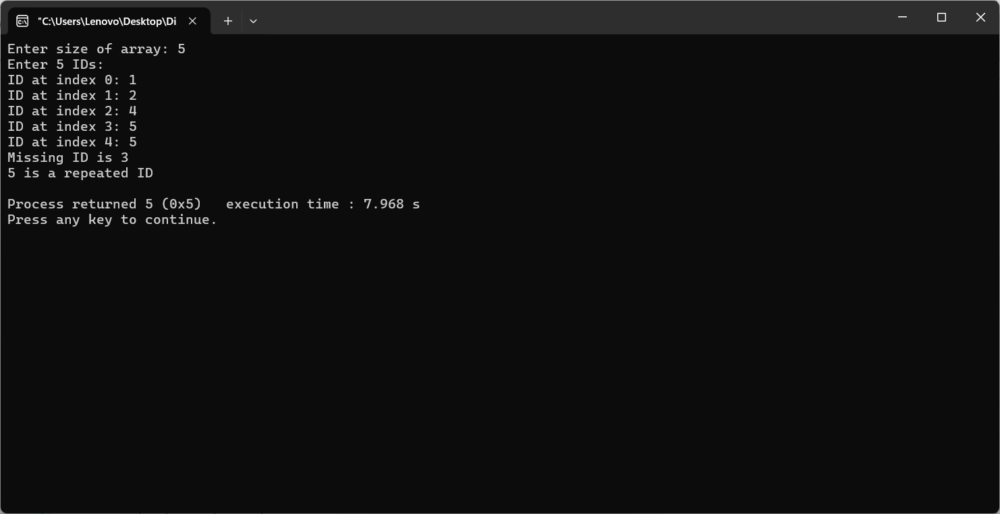 "C:\Users\Lenovo\Desktop\Di
Enter size of array: 5
Enter 5 IDs:
ID at index 0: 1
ID at index 1: 2
ID at index 2: 4
ID at index 3: 5
ID at index 4: 5
Missing ID is 3
5 is a repeated ID
Process returned 5 (0x5)   execution time : 7.968 s
Press any key to continue.